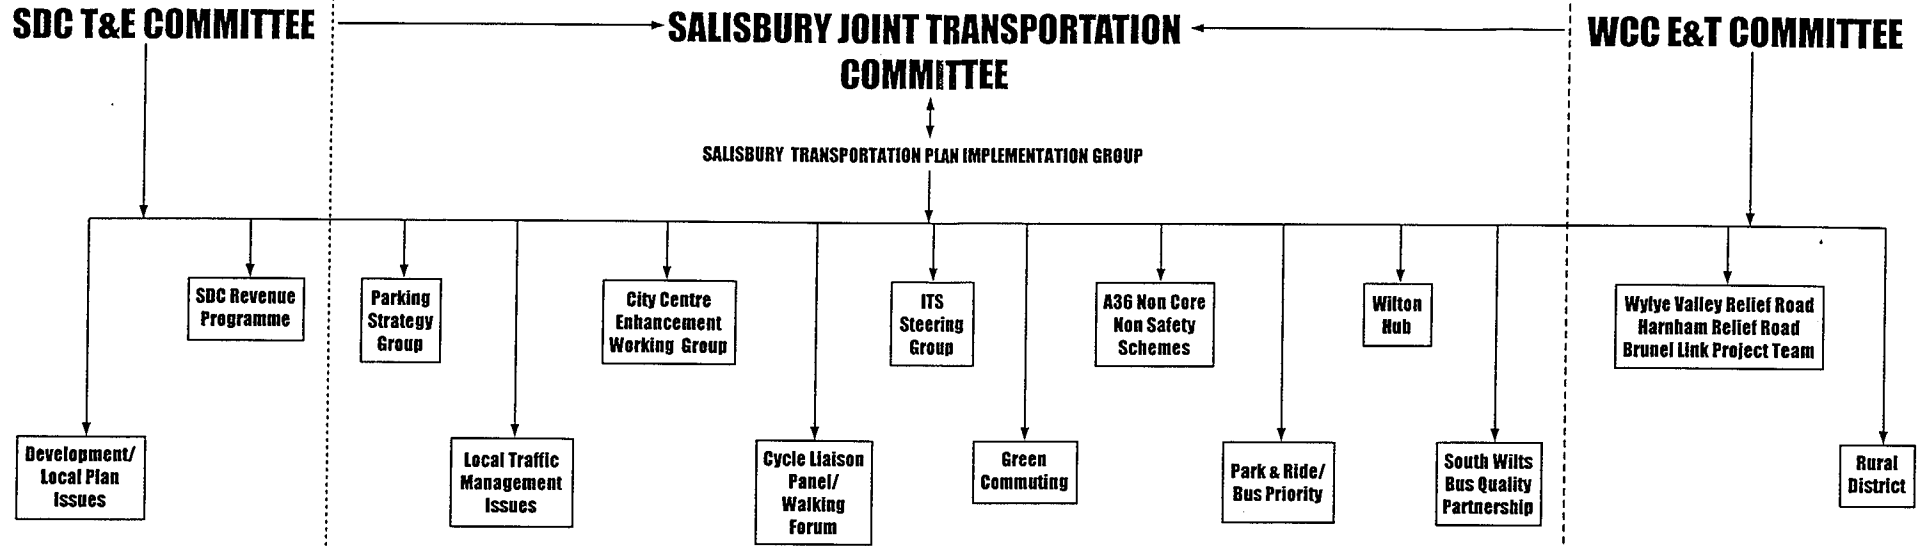 SDC T&E COMMITTEE
SALISBURY JOINT TRANSPORTATION
COMMITTEE
WCC E&T COMMITTEE
SALISBURY TRANSPORTATION PLAN IMPLEMENTATION GROUP
SDC Revenue
Programme
Parking
Strategy
Group
City Centre
Enhancement
Working Group
ITS
Steering
Group
A36 Non Core
Non Safety
Schemes
Wilton
Hub
Wylye Valley Relief Road
Harnham Relief Road
Brunel Link Project Team
Development/
Local Plan
Issues
Local Traffic
Management
Issues
Cycle Liaison
Panel/
Walking
Forum
Green
Commuting
Park & Ride/
Bus Priority
South Wilts
Bus Quality
Partnership
Rural
District